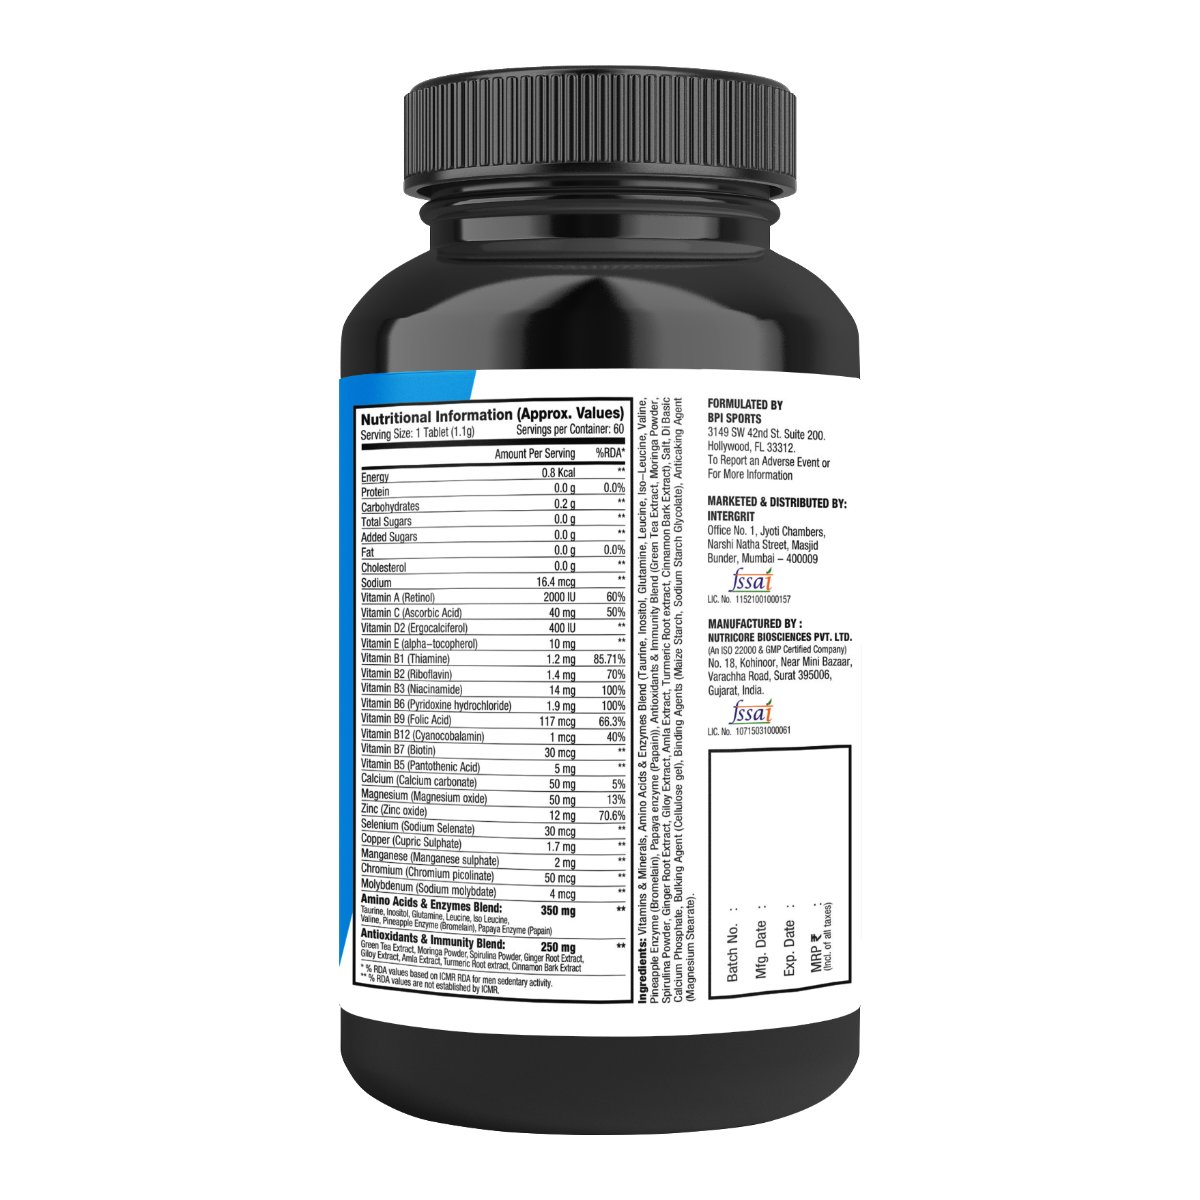 Nutritional Information (Approx. Values)
Serving Size: 1 Tablet (1.1g) Servings per Container: 60
Amount Per Serving %RDA*
Energy 0.8 Kcal **
Protein 0.0 g 0.0%
Carbohydrates 0.2 g **
Total Sugars 0.0 g **
Added Sugars 0.0 g **
Fat 0.0 g 0.0%
Cholesterol 0.0 g **
Sodium 16.4 mcg **
Vitamin A (Retinol) 2000 IU 60%
Vitamin C (Ascorbic Acid) 40 mg 50%
Vitamin D2 (Ergocalciferol) 400 IU **
Vitamin E (alpha-tocopherol) 10 mg **
Vitamin B1 (Thiamine) 1.2 mg 85.71%
Vitamin B2 (Riboflavin) 1.4 mg 70%
Vitamin B3 (Niacinamide) 14 mg 100%
Vitamin B6 (Pyridoxine hydrochloride) 1.9 mg 100%
Vitamin B9 (Folic Acid) 117 mcg 66.3%
Vitamin B12 (Cyanocobalamin) 1 mcg 40%
Vitamin B7 (Biotin) 30 mcg **
Vitamin B5 (Pantothenic Acid) 5 mg **
Calcium (Calcium carbonate) 50 mg 5%
Magnesium (Magnesium oxide) 50 mg 13%
Zinc (Zinc oxide) 12 mg 70.6%
Selenium (Sodium Selenate) 30 mcg **
Copper (Cupric Sulphate) 1.7 mg **
Manganese (Manganese sulphate) 2 mg **
Chromium (Chromium picolinate) 50 mcg **
Molybdenum (Sodium molybdate) 4 mcg **
Amino Acids & Enzymes Blend: 350 mg **
Taurine, Inositol, Glutamine, Leucine, Iso Leucine,
Valine, Pineapple Enzyme (Bromelain), Papaya Enzyme (Papain)
Antioxidants & Immunity Blend: 250 mg **
Green Tea Extract, Moringa Powder, Spirulina Powder, Ginger Root Extract,
Giloy Extract, Amla Extract, Turmeric Root extract, Cinnamon Bark Extract
* % RDA values based on ICMR RDA for men sedentary activity.
** % RDA values are not established by ICMR.
Ingredients: Vitamins & Minerals, Amino Acids & Enzymes Blend (Taurine, Inositol, Glutamine, Leucine, Iso-Leucine, Valine,
Pineapple Enzyme (Bromelain), Papaya enzyme (Papain)), Antioxidants & Immunity Blend (Green Tea Extract, Moringa Powder,
Spirulina Powder, Ginger Root Extract, Giloy Extract, Amla Extract, Turmeric Root extract, Cinnamon Bark Extract), Salt, Di Basic
Calcium Phosphate, Bulking Agent (Cellulose gel), Binding Agents (Maize Starch, Sodium Starch Glycolate), Anticaking Agent
(Magnesium Stearate).
FORMULATED BY
BPI SPORTS
3149 SW 42nd St. Suite 200.
Hollywood, FL 33312.
To Report an Adverse Event or
For More Information
MARKETED & DISTRIBUTED BY:
INTERGRIT
Office No. 1, Jyoti Chambers,
Narshi Natha Street, Masjid
Bunder, Mumbai – 400009
fssai
LIC. No. 11521001000157
MANUFACTURED BY :
NUTRICORE BIOSCIENCES PVT. LTD.
(An ISO 22000 & GMP Certified Company)
No. 18, Kohinoor, Near Mini Bazaar,
Varachha Road, Surat 395006,
Gujarat, India.
fssai
LIC. No. 10715031000061
Batch No. :
Mfg. Date :
Exp. Date :
MRP ₹ :
(Incl. of all taxes)